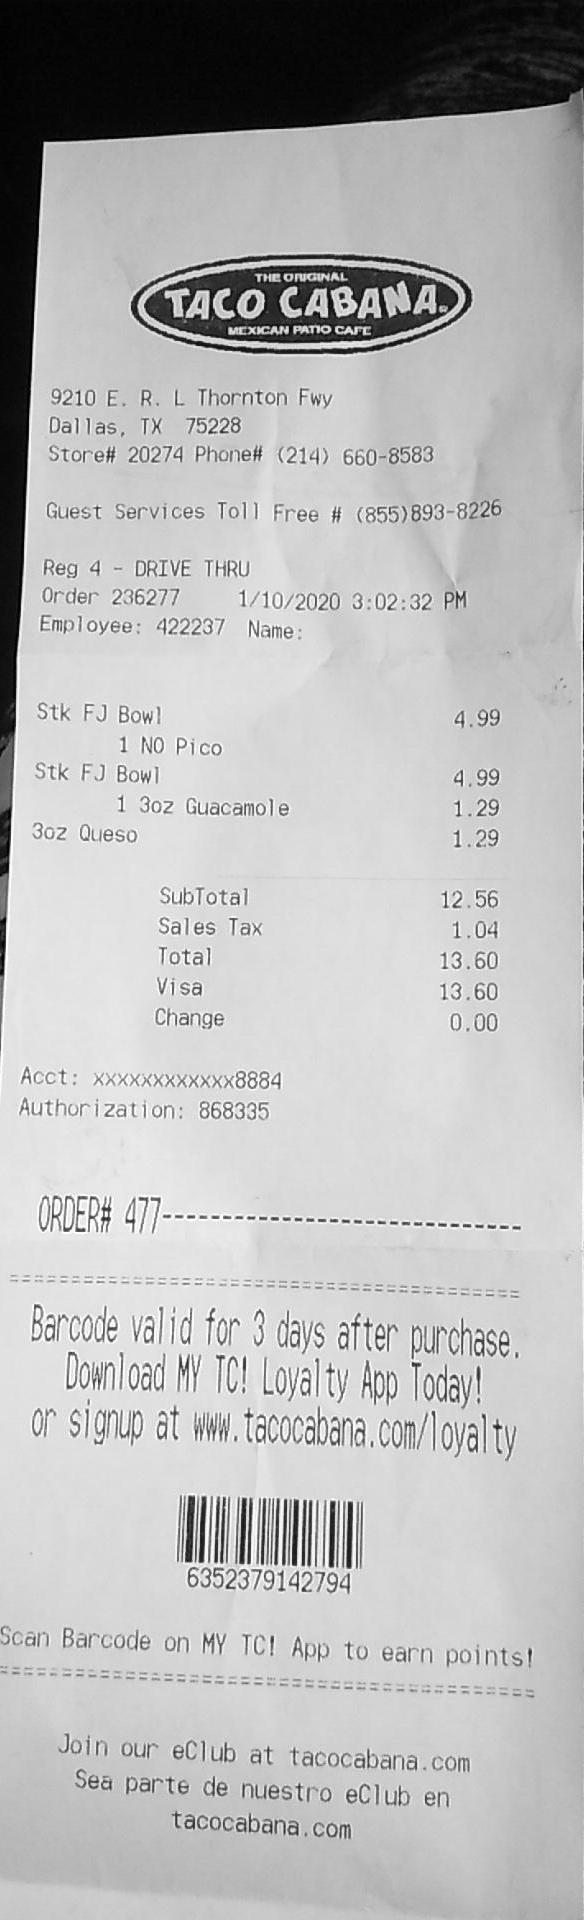 THE ORIGINAL
TACO CABANA
MEXICAN PATIO CAFE
9210 E. R. L Thornton Fwy
Dallas, TX 75228
Store# 20274 Phone# (214) 660-8583
Guest Services Toll Free # (855)893-8226
Reg 4 - DRIVE THRU
Order 236277 1/10/2020 3:02:32 PM
Employee: 422237 Name:
Stk FJ Bowl 4.99
1 NO Pico
Stk FJ Bowl 4.99
1 3oz Guacamole 1.29
3oz Queso 1.29
SubTotal 12.56
Sales Tax 1.04
Total 13.60
Visa 13.60
Change 0.00
Acct: xxxxxxxxxxxx8884
Authorization: 868335
ORDER# 477------------------------------
========================================
Barcode valid for 3 days after purchase.
Download MY TC! Loyalty App Today!
or signup at www.tacocabana.com/loyalty
6352379142794
Scan Barcode on MY TC! App to earn points!
========================================
Join our eClub at tacocabana.com
Sea parte de nuestro eClub en
tacocabana.com